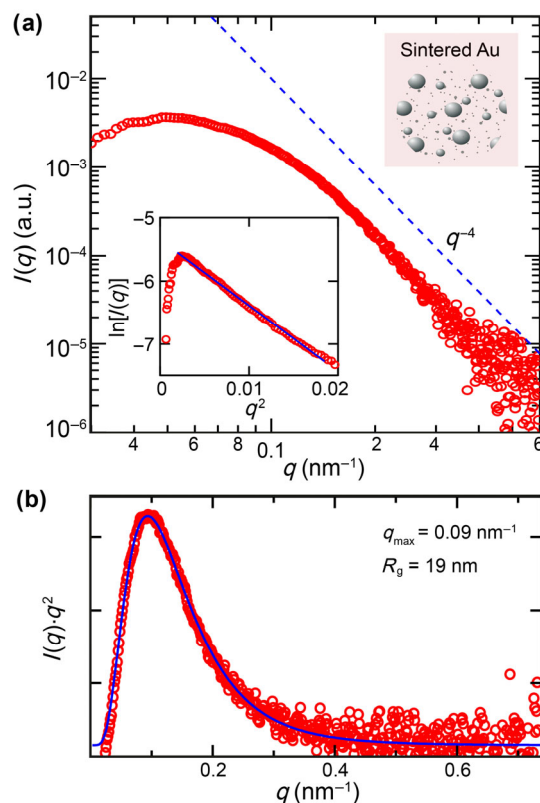 (a)
Sintered Au
10⁻²
10⁻³
10⁻⁴
10⁻⁵
10⁻⁶
I(q) (a.u.)
q⁻⁴
−5
−6
−7
ln[I(q)]
0 0.01 0.02
q²
4 6 8 0.1 2 4 6
q (nm⁻¹)
(b)
q_max = 0.09 nm⁻¹
R_g = 19 nm
I(q)·q²
0.2 0.4 0.6
q (nm⁻¹)